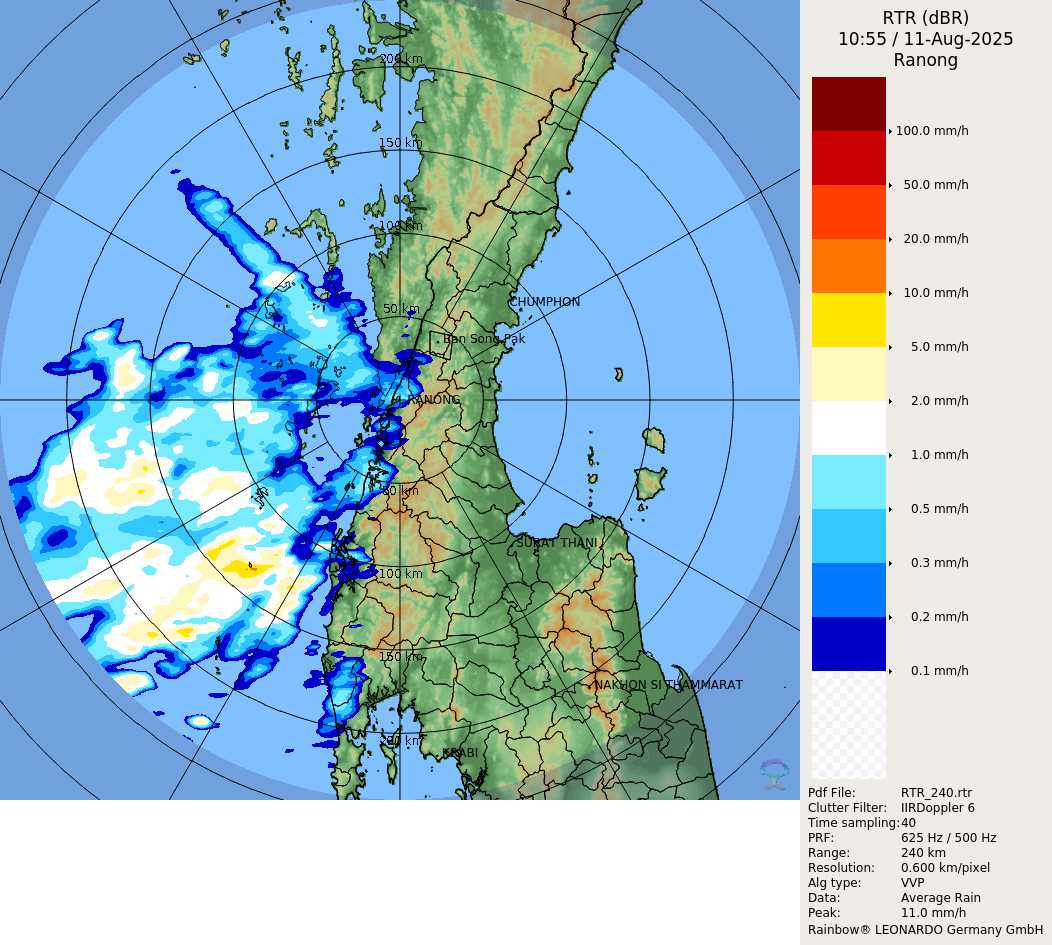 RTR (dBR)
10:55 / 11-Aug-2025
Ranong
200 km
150 km
100 km
50 km
CHUMPHON
Ban Song Pak
RANONG
50 km
SURAT THANI
100 km
150 km
NAKHON SI THAMMARAT
200 km
KRABI
100.0 mm/h
50.0 mm/h
20.0 mm/h
10.0 mm/h
5.0 mm/h
2.0 mm/h
1.0 mm/h
0.5 mm/h
0.3 mm/h
0.2 mm/h
0.1 mm/h
Pdf File: RTR_240.rtr
Clutter Filter: IIRDoppler 6
Time sampling: 40
PRF: 625 Hz / 500 Hz
Range: 240 km
Resolution: 0.600 km/pixel
Alg type: VVP
Data: Average Rain
Peak: 11.0 mm/h
Rainbow® LEONARDO Germany GmbH